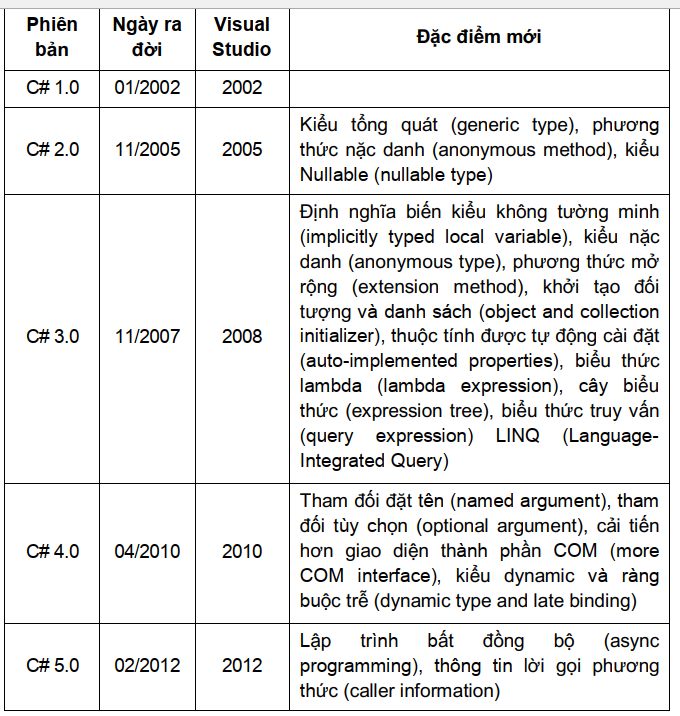 Phiên bản
Ngày ra đời
Visual Studio
Đặc điểm mới
C# 1.0
01/2002
2002
C# 2.0
11/2005
2005
Kiểu tổng quát (generic type), phương
thức nặc danh (anonymous method), kiểu
Nullable (nullable type)
C# 3.0
11/2007
2008
Định nghĩa biến kiểu không tường minh
(implicitly typed local variable), kiểu nặc
danh (anonymous type), phương thức mở
rộng (extension method), khởi tạo đối
tượng và danh sách (object and collection
initializer), thuộc tính được tự động cài đặt
(auto-implemented properties), biểu thức
lambda (lambda expression), cây biểu
thức (expression tree), biểu thức truy vấn
(query expression) LINQ (Language-
Integrated Query)
C# 4.0
04/2010
2010
Tham đối đặt tên (named argument), tham
đối tùy chọn (optional argument), cải tiến
hơn giao diện thành phần COM (more
COM interface), kiểu dynamic và ràng
buộc trễ (dynamic type and late binding)
C# 5.0
02/2012
2012
Lập trình bất đồng bộ (async
programming), thông tin lời gọi phương
thức (caller information)